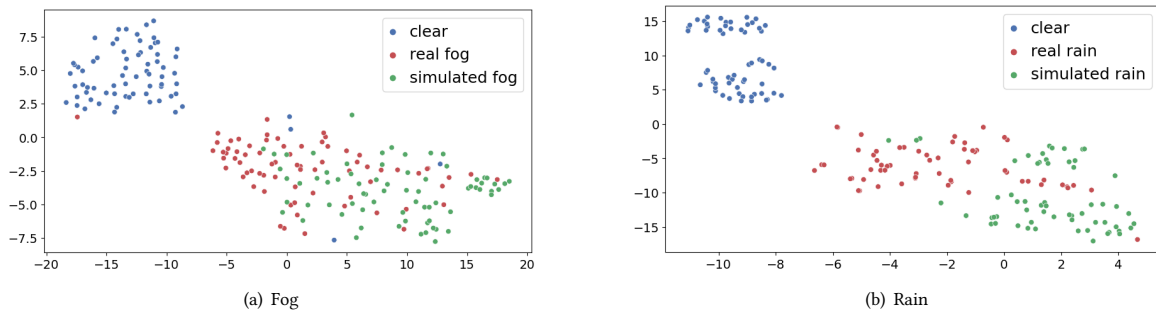 7.5
5.0
2.5
0.0
−2.5
−5.0
−7.5
−20 −15 −10 −5 0 5 10 15 20
clear
real fog
simulated fog
(a) Fog
15
10
5
0
−5
−10
−15
−10 −8 −6 −4 −2 0 2 4
clear
real rain
simulated rain
(b) Rain